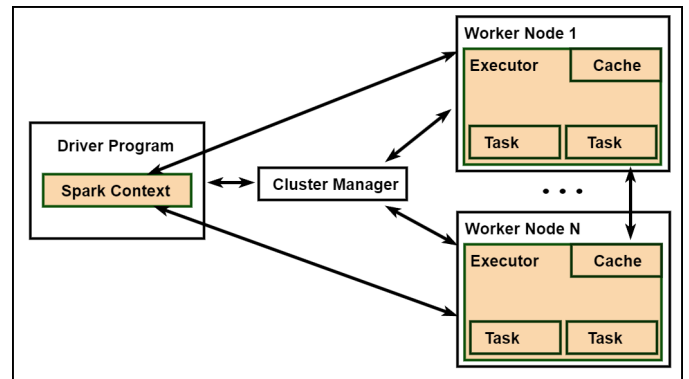 Worker Node 1
Executor
Cache
Task
Task
Driver Program
Spark Context
Cluster Manager
...
Worker Node N
Executor
Cache
Task
Task